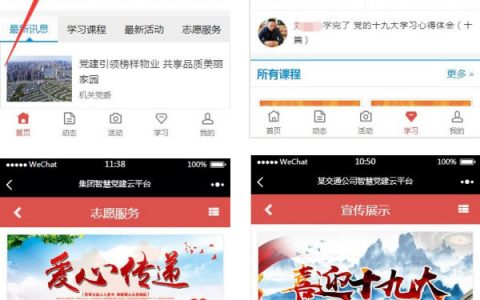 最新讯息 学习课程 最新活动 志愿服务
党建引领榜样物业 共享品质美丽
家园
机关党委
首页 动态 活动 学习 我的
刘 学完了 党的十九大学习心得体会（十
篇）
所有课程 更多 »
首页 动态 活动 学习 我的
WeChat 11:38 100%
集团智慧党建云平台
志愿服务
爱心传递
WeChat 10:50 100%
某交通公司智慧党建云平台
宣传展示
喜迎十九大